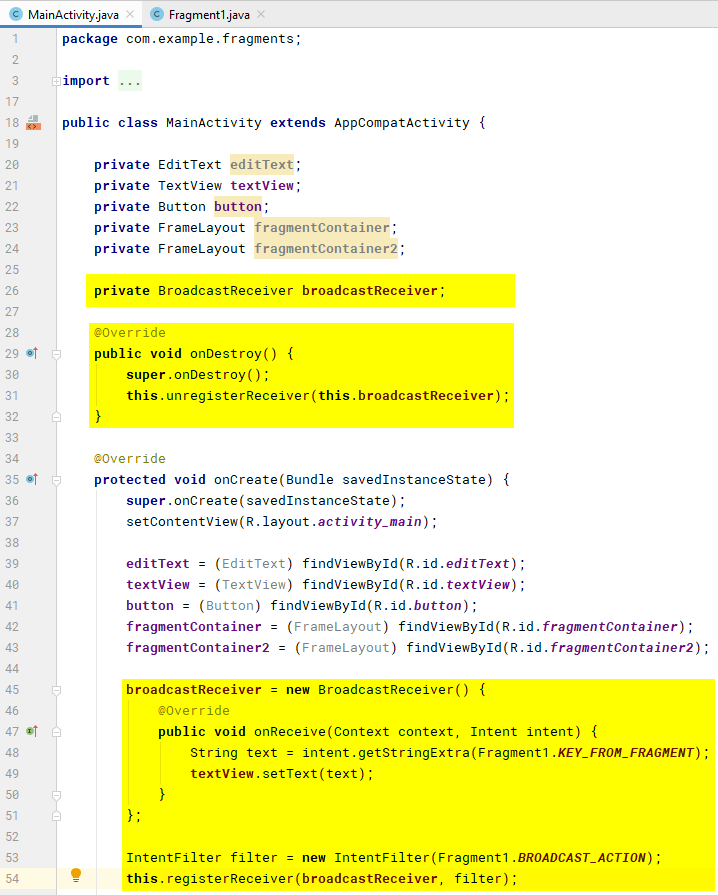 MainActivity.java Fragment1.java
1 package com.example.fragments;
2
3 import ...
17
18 public class MainActivity extends AppCompatActivity {
19
20     private EditText editText;
21     private TextView textView;
22     private Button button;
23     private FrameLayout fragmentContainer;
24     private FrameLayout fragmentContainer2;
25
26     private BroadcastReceiver broadcastReceiver;
27
28     @Override
29     public void onDestroy() {
30         super.onDestroy();
31         this.unregisterReceiver(this.broadcastReceiver);
32     }
33
34     @Override
35     protected void onCreate(Bundle savedInstanceState) {
36         super.onCreate(savedInstanceState);
37         setContentView(R.layout.activity_main);
38
39         editText = (EditText) findViewById(R.id.editText);
40         textView = (TextView) findViewById(R.id.textView);
41         button = (Button) findViewById(R.id.button);
42         fragmentContainer = (FrameLayout) findViewById(R.id.fragmentContainer);
43         fragmentContainer2 = (FrameLayout) findViewById(R.id.fragmentContainer2);
44
45         broadcastReceiver = new BroadcastReceiver() {
46             @Override
47             public void onReceive(Context context, Intent intent) {
48                 String text = intent.getStringExtra(Fragment1.KEY_FROM_FRAGMENT);
49                 textView.setText(text);
50             }
51         };
52
53         IntentFilter filter = new IntentFilter(Fragment1.BROADCAST_ACTION);
54         this.registerReceiver(broadcastReceiver, filter);